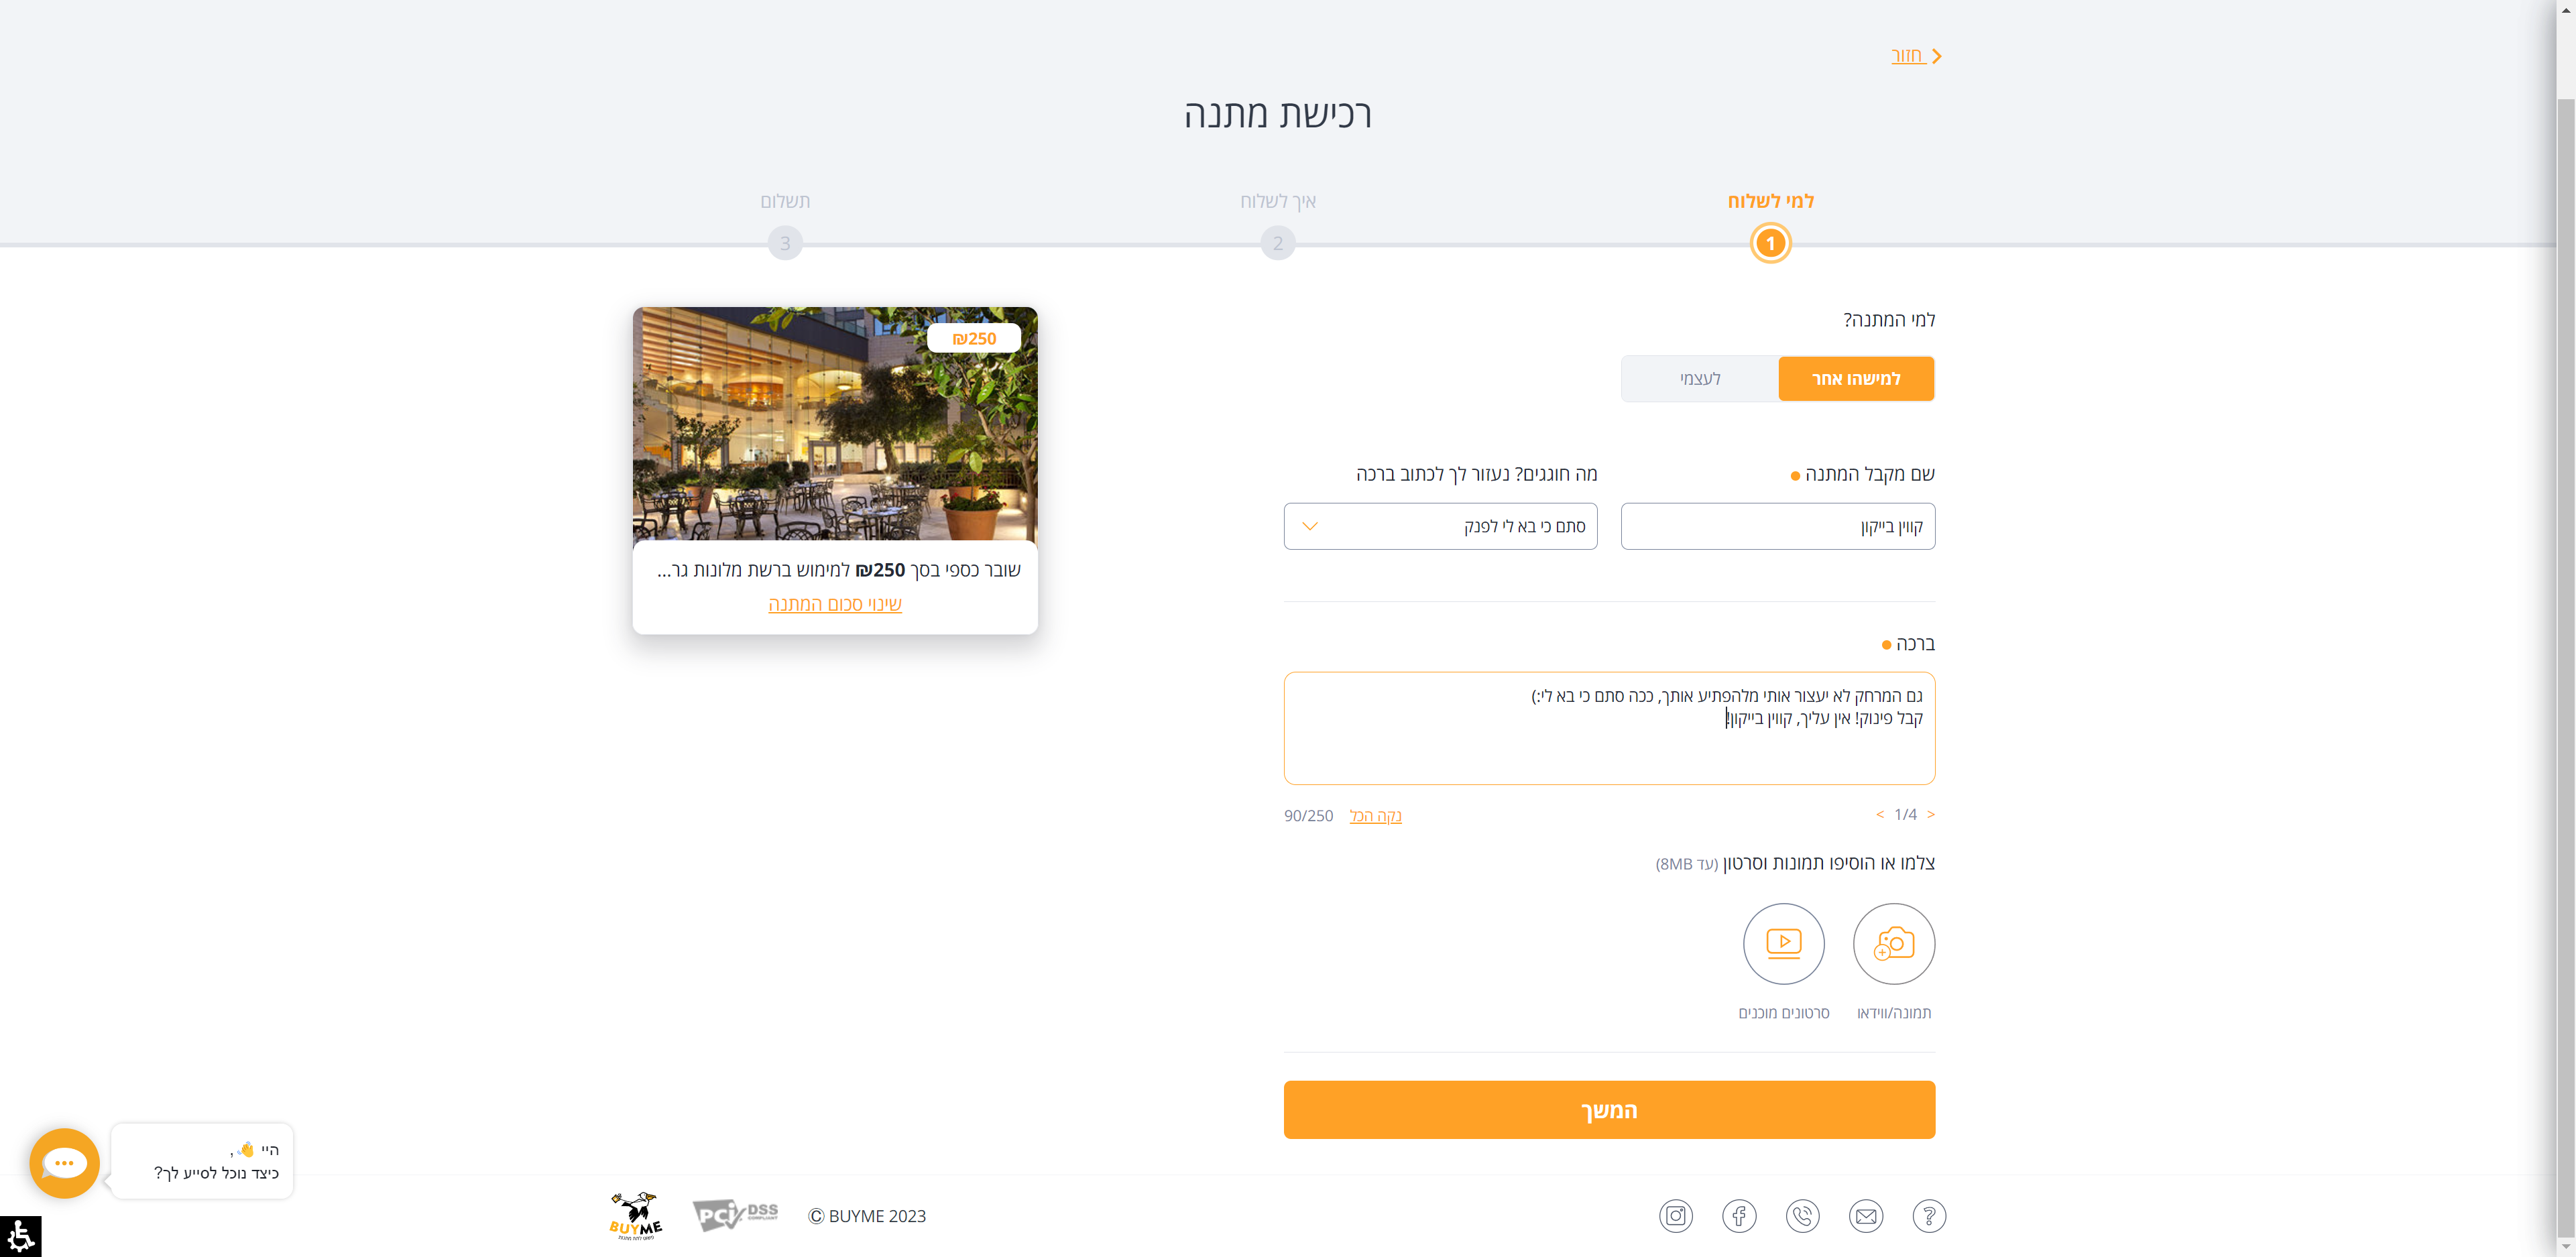 חזור
רכישת מתנה
למי לשלוח
איך לשלוח
תשלום
1
2
3
למי המתנה?
למישהו אחר
לעצמי
שם מקבל המתנה
מה חוגגים? נעזור לך לכתוב ברכה
קווין בייקון
סתם כי בא לי לפנק
ברכה
גם המרחק לא יעצור אותי מלהפתיע אותך, ככה סתם כי בא לי:)
קבל פינוק! אין עליך, קווין בייקון!
> 1/4 <
נקה הכל
90/250
צלמו או הוסיפו תמונות וסרטון (עד 8MB)
תמונה/ווידאו
סרטונים מוכנים
המשך
₪250
שובר כספי בסך ₪250 למימוש ברשת מלונות גר...
שינוי סכום המתנה
היי 👋,
כיצד נוכל לסייע לך?
© BUYME 2023
PCI DSS
COMPLIANT
BUYME